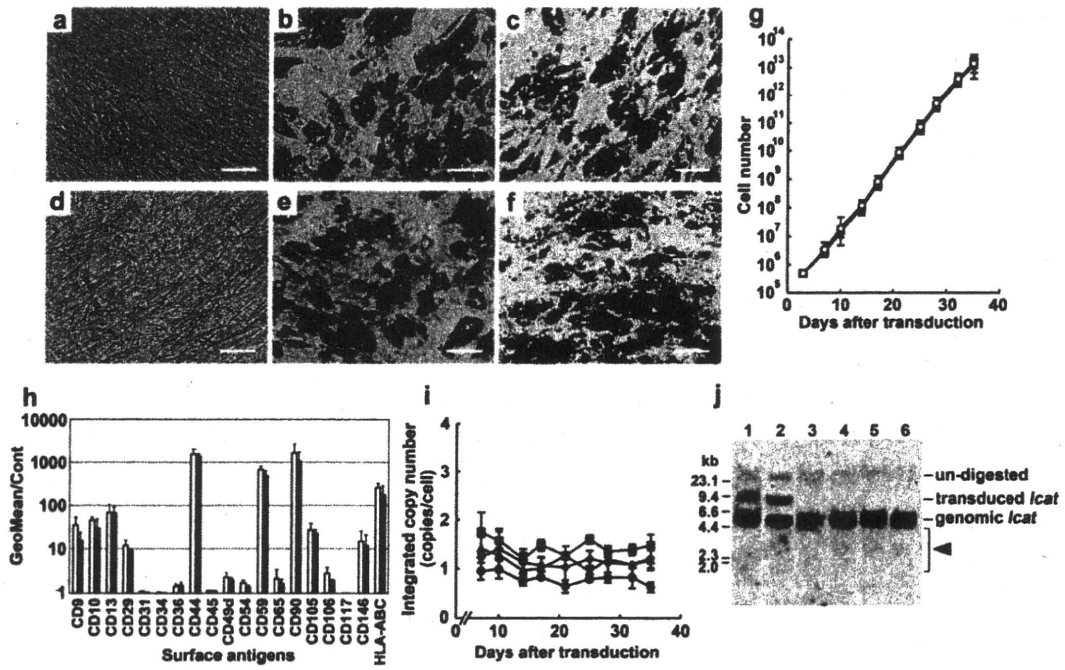 a
b
c
d
e
f
g
10^14
10^13
10^12
10^11
10^10
10^9
10^8
10^7
10^6
10^5
Cell number
0 10 20 30 40
Days after transduction
h
GeoMean/Cont
10000
1000
100
10
1
CD9
CD10
CD13
CD29
CD31
CD34
CD36
CD44
CD45
CD49d
CD54
CD59
CD65
CD90
CD105
CD106
CD117
CD146
HLA-ABC
Surface antigens
i
Integrated copy number
(copies/cell)
4
3
2
1
0
0 10 20 30 40
Days after transduction
j
1 2 3 4 5 6
kb
23.1
9.4
6.6
4.4
2.3
2.0
un-digested
transduced lcat
genomic lcat